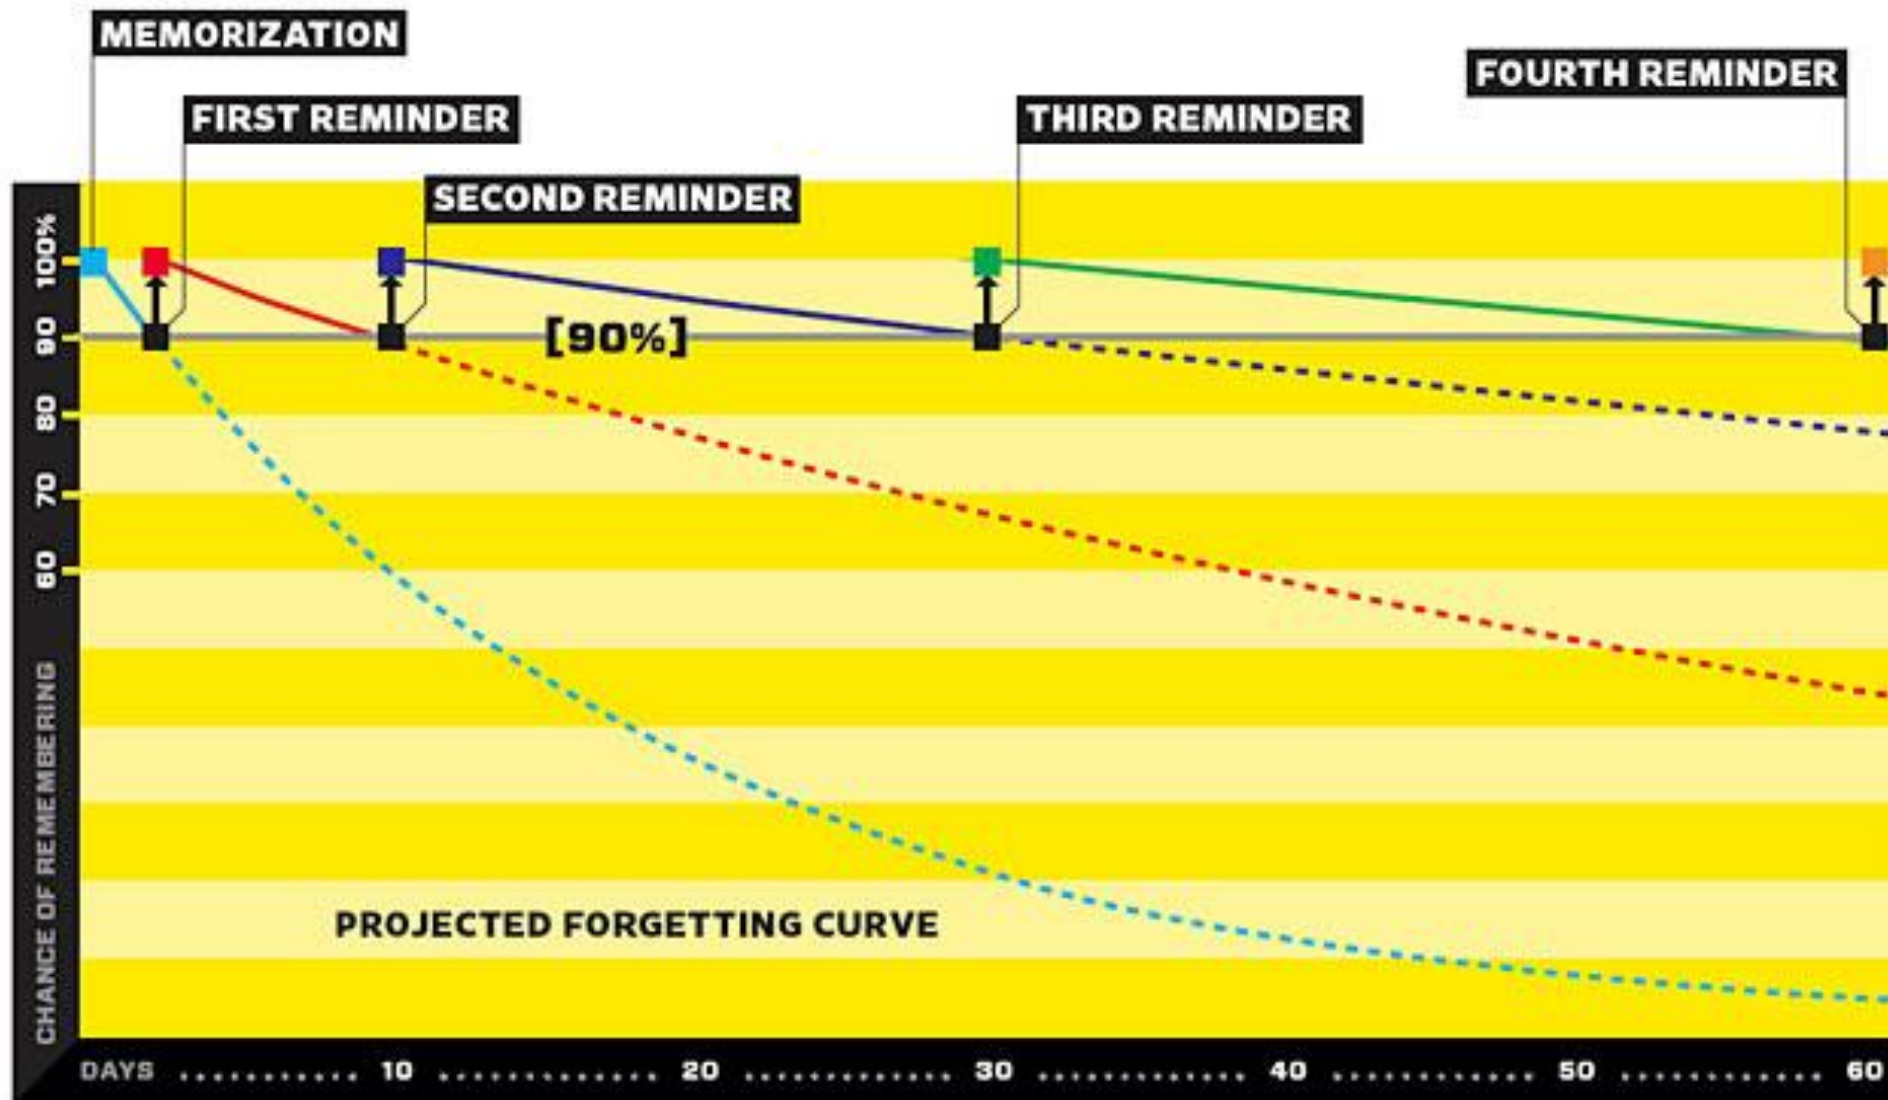 MEMORIZATION
FOURTH REMINDER
FIRST REMINDER
THIRD REMINDER
SECOND REMINDER
100%
90
[90%]
80
70
60
CHANCE OF REMEMBERING
PROJECTED FORGETTING CURVE
DAYS 10 20 30 40 50 60